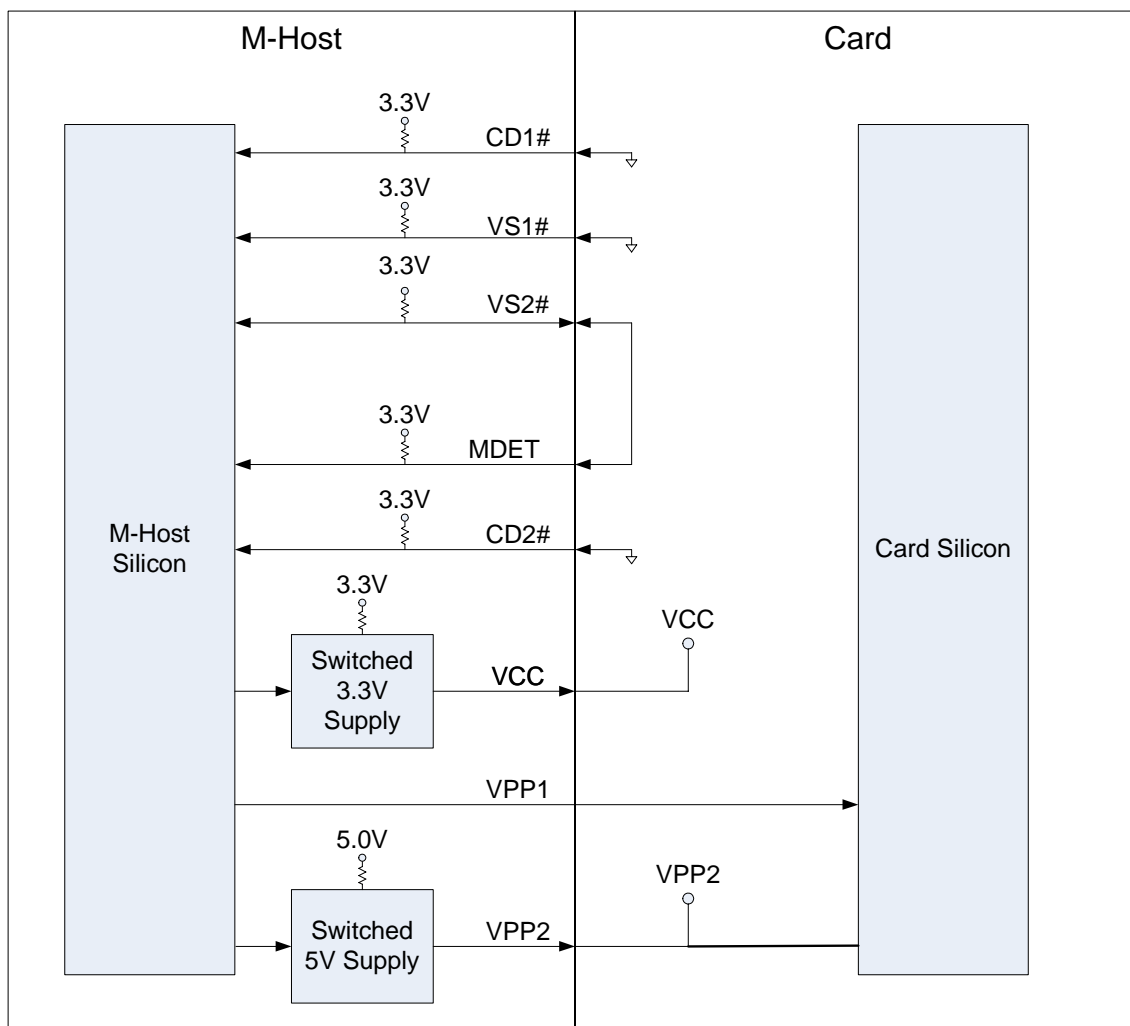 M-Host
Card
3.3V
CD1#
3.3V
VS1#
3.3V
VS2#
3.3V
MDET
3.3V
CD2#
M-Host
Silicon
Card Silicon
3.3V
Switched
3.3V
Supply
VCC
VCC
VPP1
5.0V
Switched
5V Supply
VPP2
VPP2